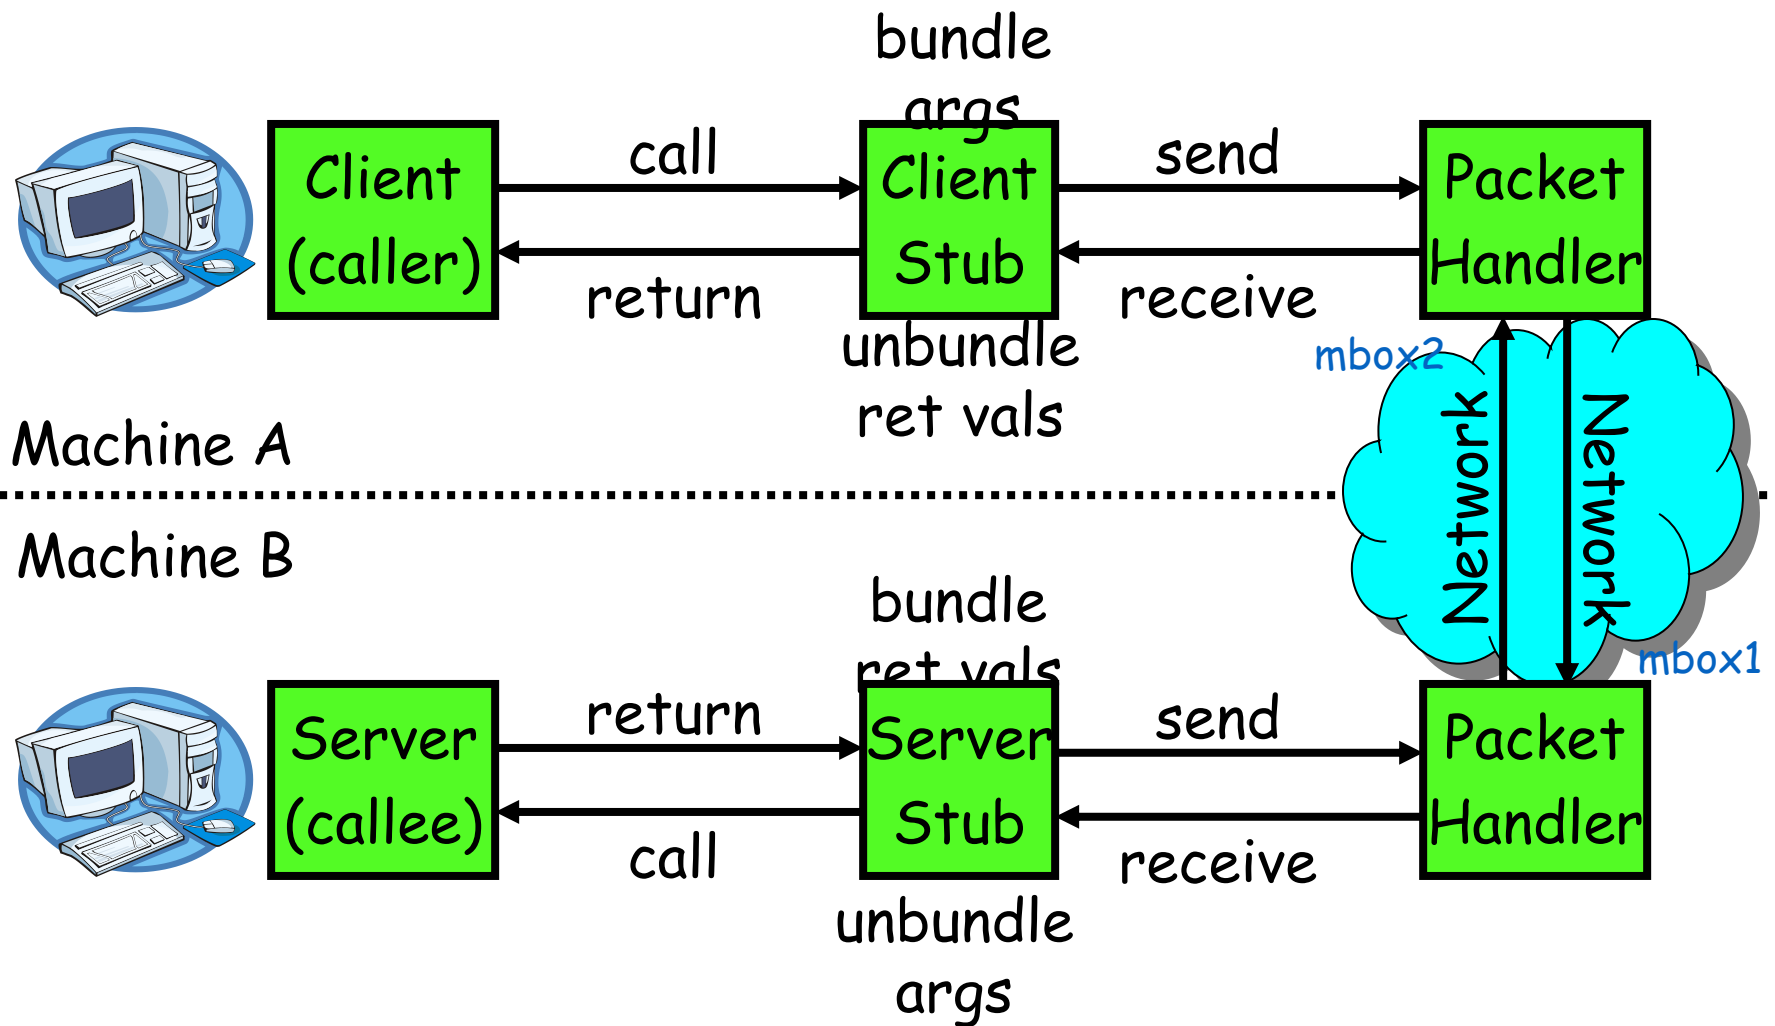 bundle
args
call
Client
(caller)
return
Client
Stub
send
receive
Packet
Handler
unbundle
ret vals
mbox2
Network
Network
Machine A
Machine B
mbox1
bundle
ret vals
return
Server
(callee)
call
Server
Stub
send
receive
Packet
Handler
unbundle
args